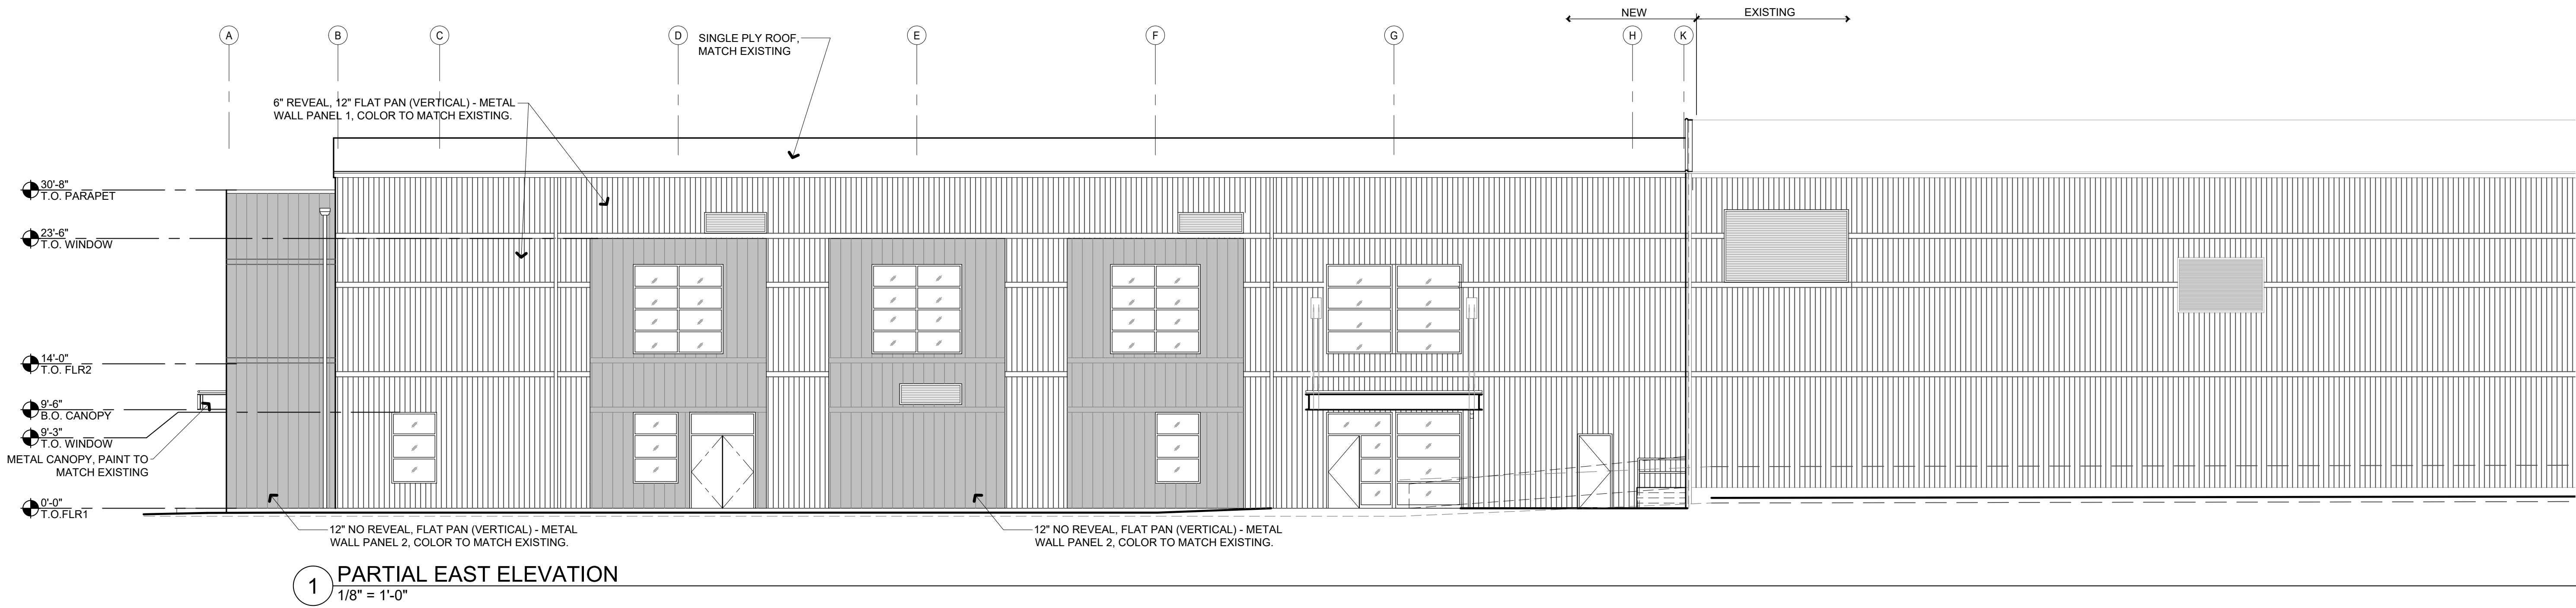 NEW
EXISTING
A
B
C
D
E
F
G
H
K
SINGLE PLY ROOF,
MATCH EXISTING
6" REVEAL, 12" FLAT PAN (VERTICAL) - METAL
WALL PANEL 1, COLOR TO MATCH EXISTING.
30'-8"
T.O. PARAPET
23'-6"
T.O. WINDOW
14'-0"
T.O. FLR2
9'-6"
B.O. CANOPY
9'-3"
T.O. WINDOW
METAL CANOPY, PAINT TO
MATCH EXISTING
0'-0"
T.O.FLR1
12" NO REVEAL, FLAT PAN (VERTICAL) - METAL
WALL PANEL 2, COLOR TO MATCH EXISTING.
12" NO REVEAL, FLAT PAN (VERTICAL) - METAL
WALL PANEL 2, COLOR TO MATCH EXISTING.
1
PARTIAL EAST ELEVATION
1/8" = 1'-0"